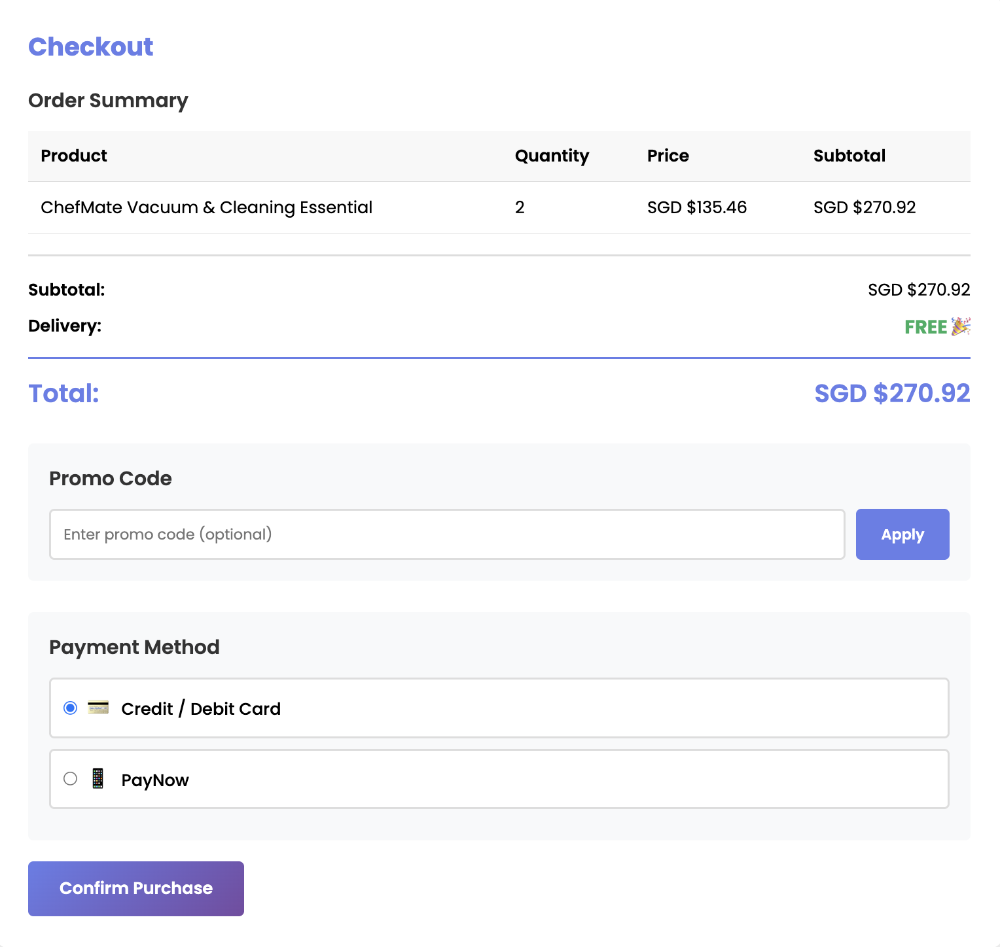 Checkout
Order Summary
Product Quantity Price Subtotal
ChefMate Vacuum & Cleaning Essential 2 SGD $135.46 SGD $270.92
Subtotal: SGD $270.92
Delivery: FREE 🎉
Total: SGD $270.92
Promo Code
Enter promo code (optional) Apply
Payment Method
Credit / Debit Card
PayNow
Confirm Purchase